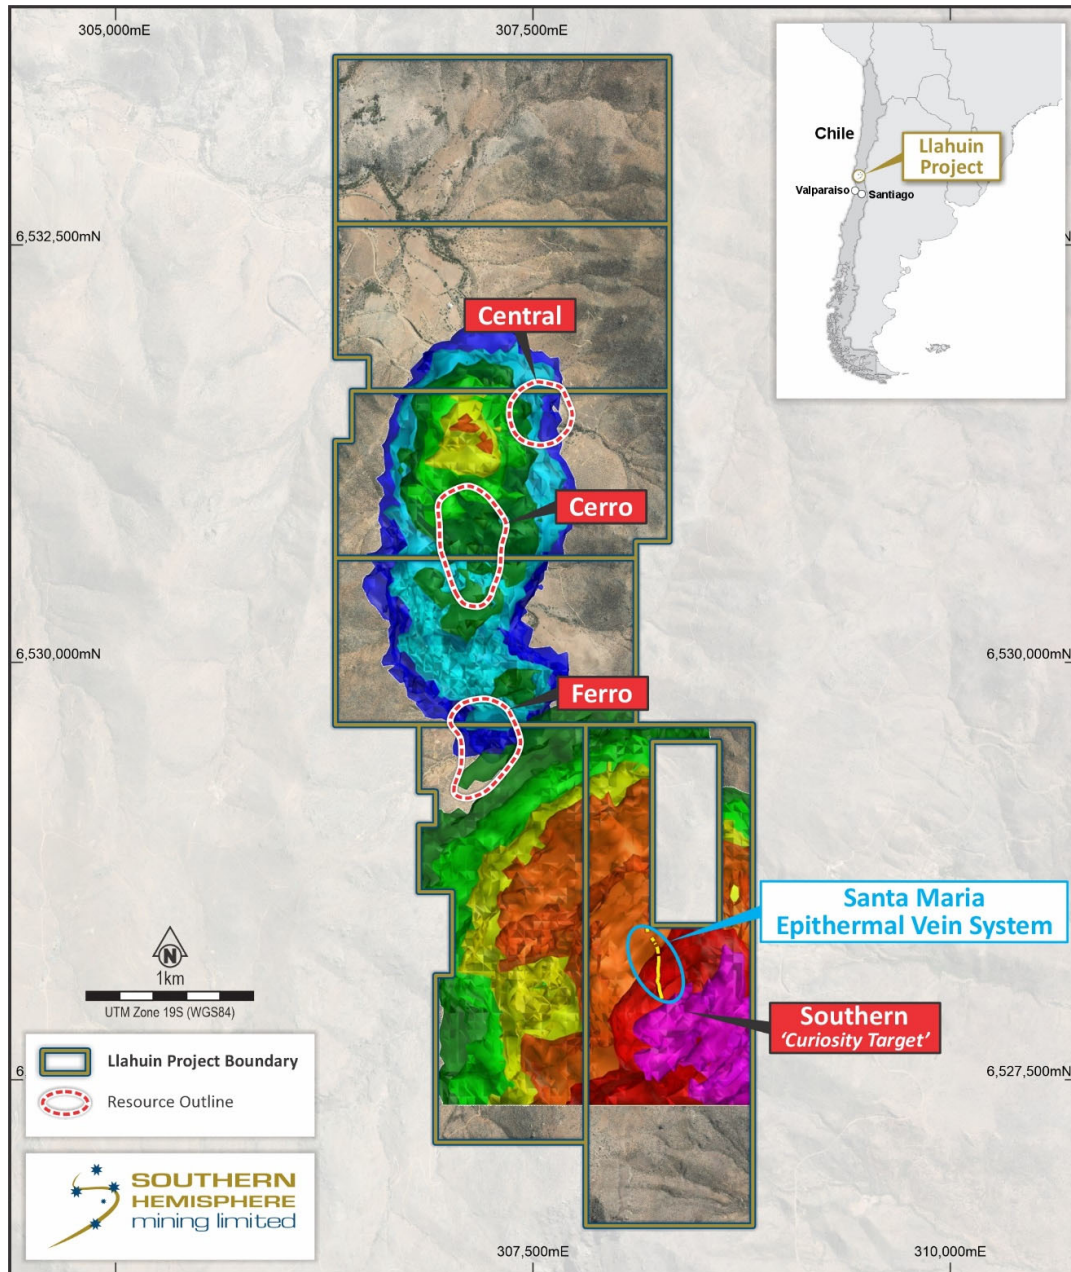 305,000mE
307,500mE
Chile
Llahuin
Project
Valparaiso
Santiago
6,532,500mN
Central
Cerro
6,530,000mN
6,530,000mN
Ferro
Santa Maria
Epithermal Vein System
N
1km
UTM Zone 19S (WGS84)
Southern
'Curiosity Target'
Llahuin Project Boundary
Resource Outline
6
6,527,500mN
SOUTHERN
HEMISPHERE
mining limited
307,500mE
310,000mE